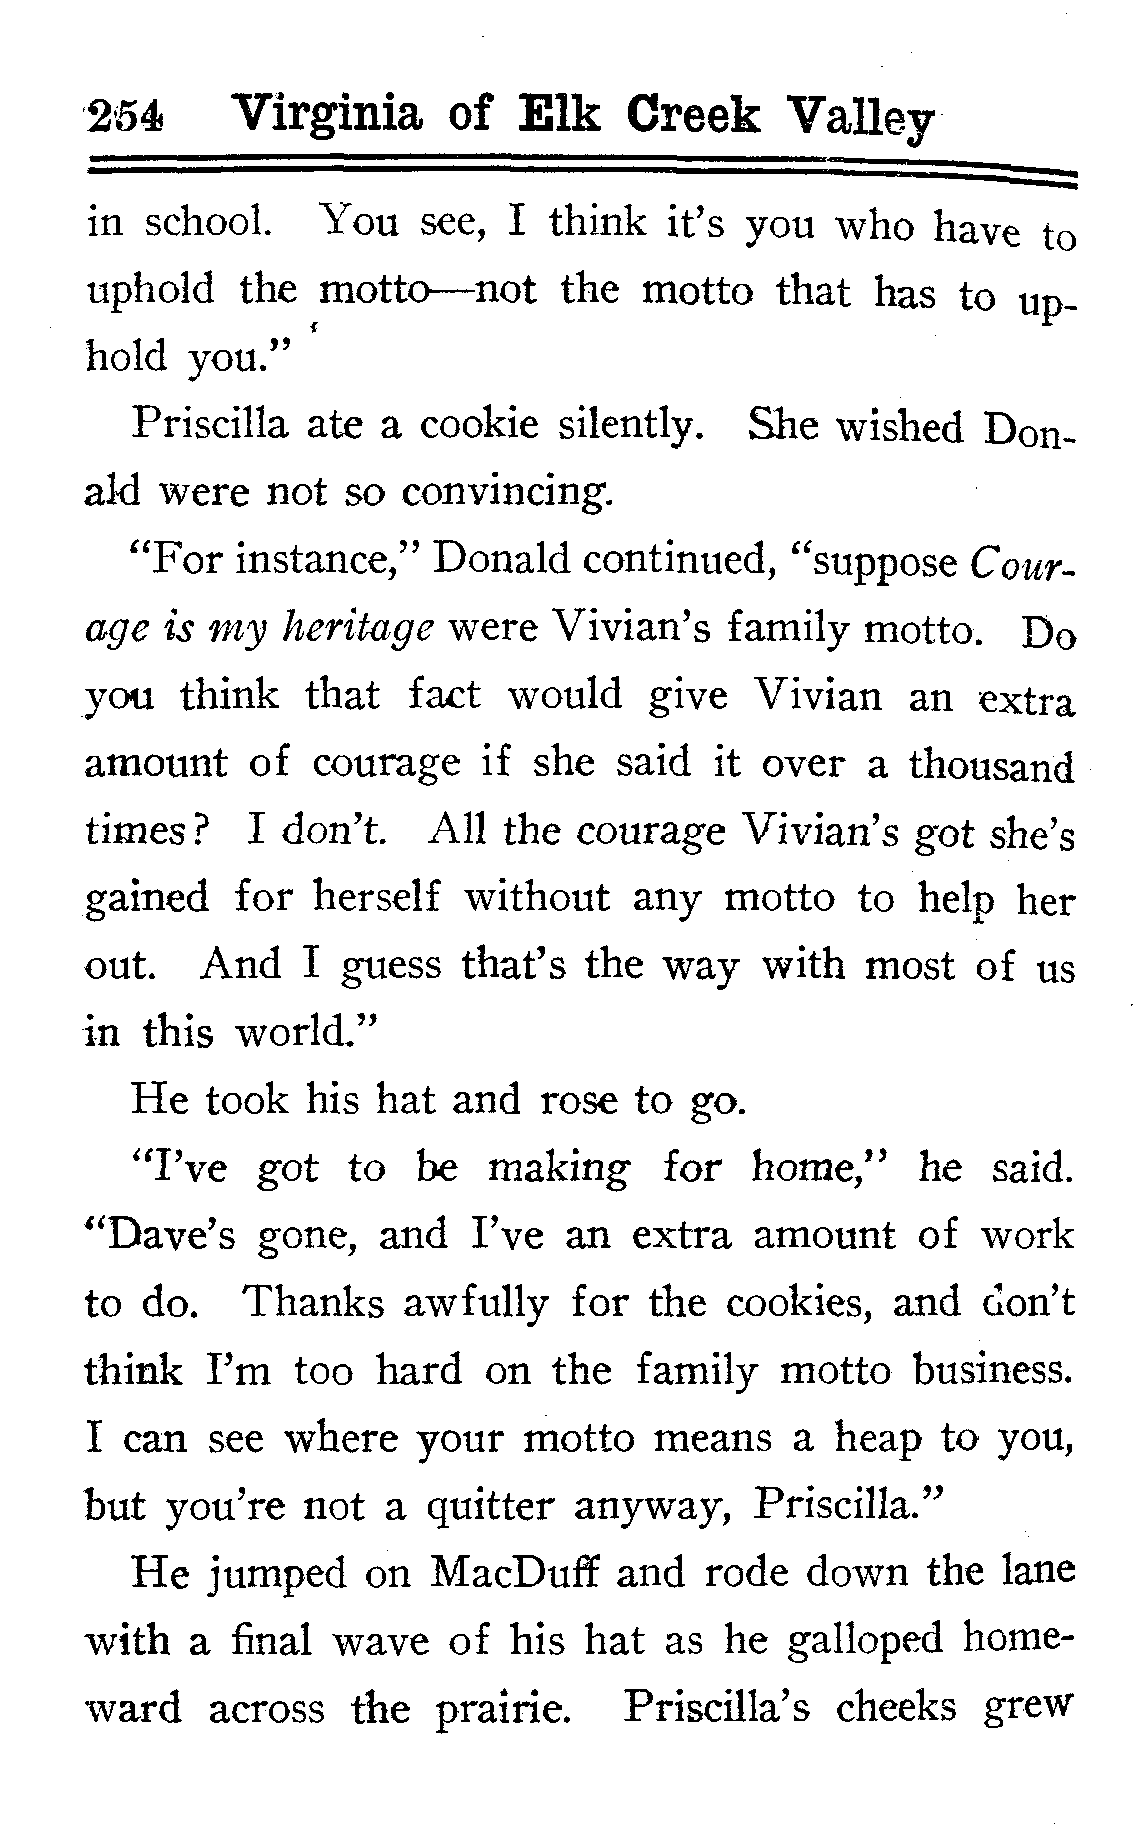 254 Virginia of Elk Creek Valley
in school. You see, I think it's you who have to
uphold the motto—not the motto that has to up-
hold you."
Priscilla ate a cookie silently. She wished Don-
ald were not so convincing.
"For instance," Donald continued, "suppose Cour-
age is my heritage were Vivian's family motto. Do
you think that fact would give Vivian an extra
amount of courage if she said it over a thousand
times? I don't. All the courage Vivian's got she's
gained for herself without any motto to help her
out. And I guess that's the way with most of us
in this world."
He took his hat and rose to go.
"I've got to be making for home," he said.
"Dave's gone, and I've an extra amount of work
to do. Thanks awfully for the cookies, and don't
think I'm too hard on the family motto business.
I can see where your motto means a heap to you,
but you're not a quitter anyway, Priscilla."
He jumped on MacDuff and rode down the lane
with a final wave of his hat as he galloped home-
ward across the prairie. Priscilla's cheeks grew